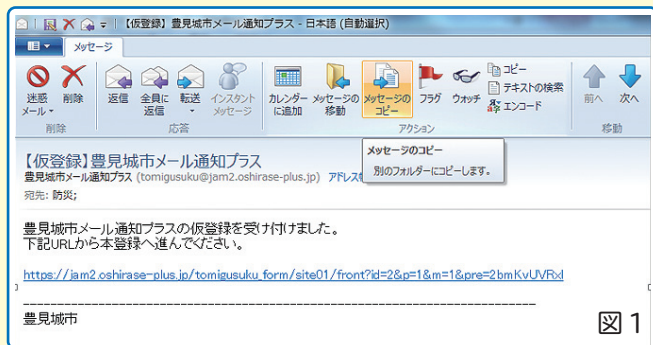 【仮登録】豊見城市メール通知プラス - 日本語 (自動選択)
メッセージ
迷惑メール
削除
返信
全員に返信
転送
インスタント メッセージ
カレンダーに追加
メッセージの移動
メッセージのコピー
フラグ
ウォッチ
コピー
テキストの検索
エンコード
前へ
次へ
削除
応答
アクション
移動
メッセージのコピー
別のフォルダーにコピーします。
【仮登録】豊見城市メール通知プラス
豊見城市メール通知プラス (tomigusuku@jam2.oshirase-plus.jp)
宛先: 防災;
豊見城市メール通知プラスの仮登録を受け付けました。
下記URLから本登録へ進んでください。
https://jam2.oshirase-plus.jp/tomigusuku_form/site01/front?id=2&p=1&m=1&pre=2bmKvUVRxl
豊見城市
図1